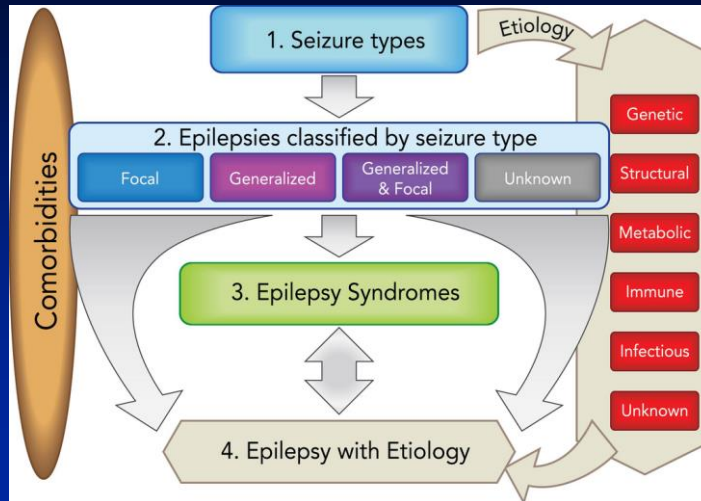 1. Seizure types
Etiology
Comorbidities
2. Epilepsies classified by seizure type
Focal
Generalized
Generalized
& Focal
Unknown
3. Epilepsy Syndromes
4. Epilepsy with Etiology
Genetic
Structural
Metabolic
Immune
Infectious
Unknown